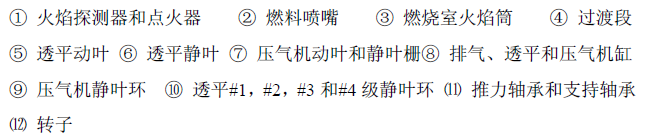 ① 火焰探测器和点火器 ② 燃料喷嘴 ③ 燃烧室火焰筒 ④ 过渡段
⑤ 透平动叶 ⑥ 透平静叶 ⑦ 压气机动叶和静叶栅⑧ 排气、透平和压气机缸
⑨ 压气机静叶环 ⑩ 透平#1，#2，#3 和#4 级静叶环 ⑾ 推力轴承和支持轴承
⑿ 转子